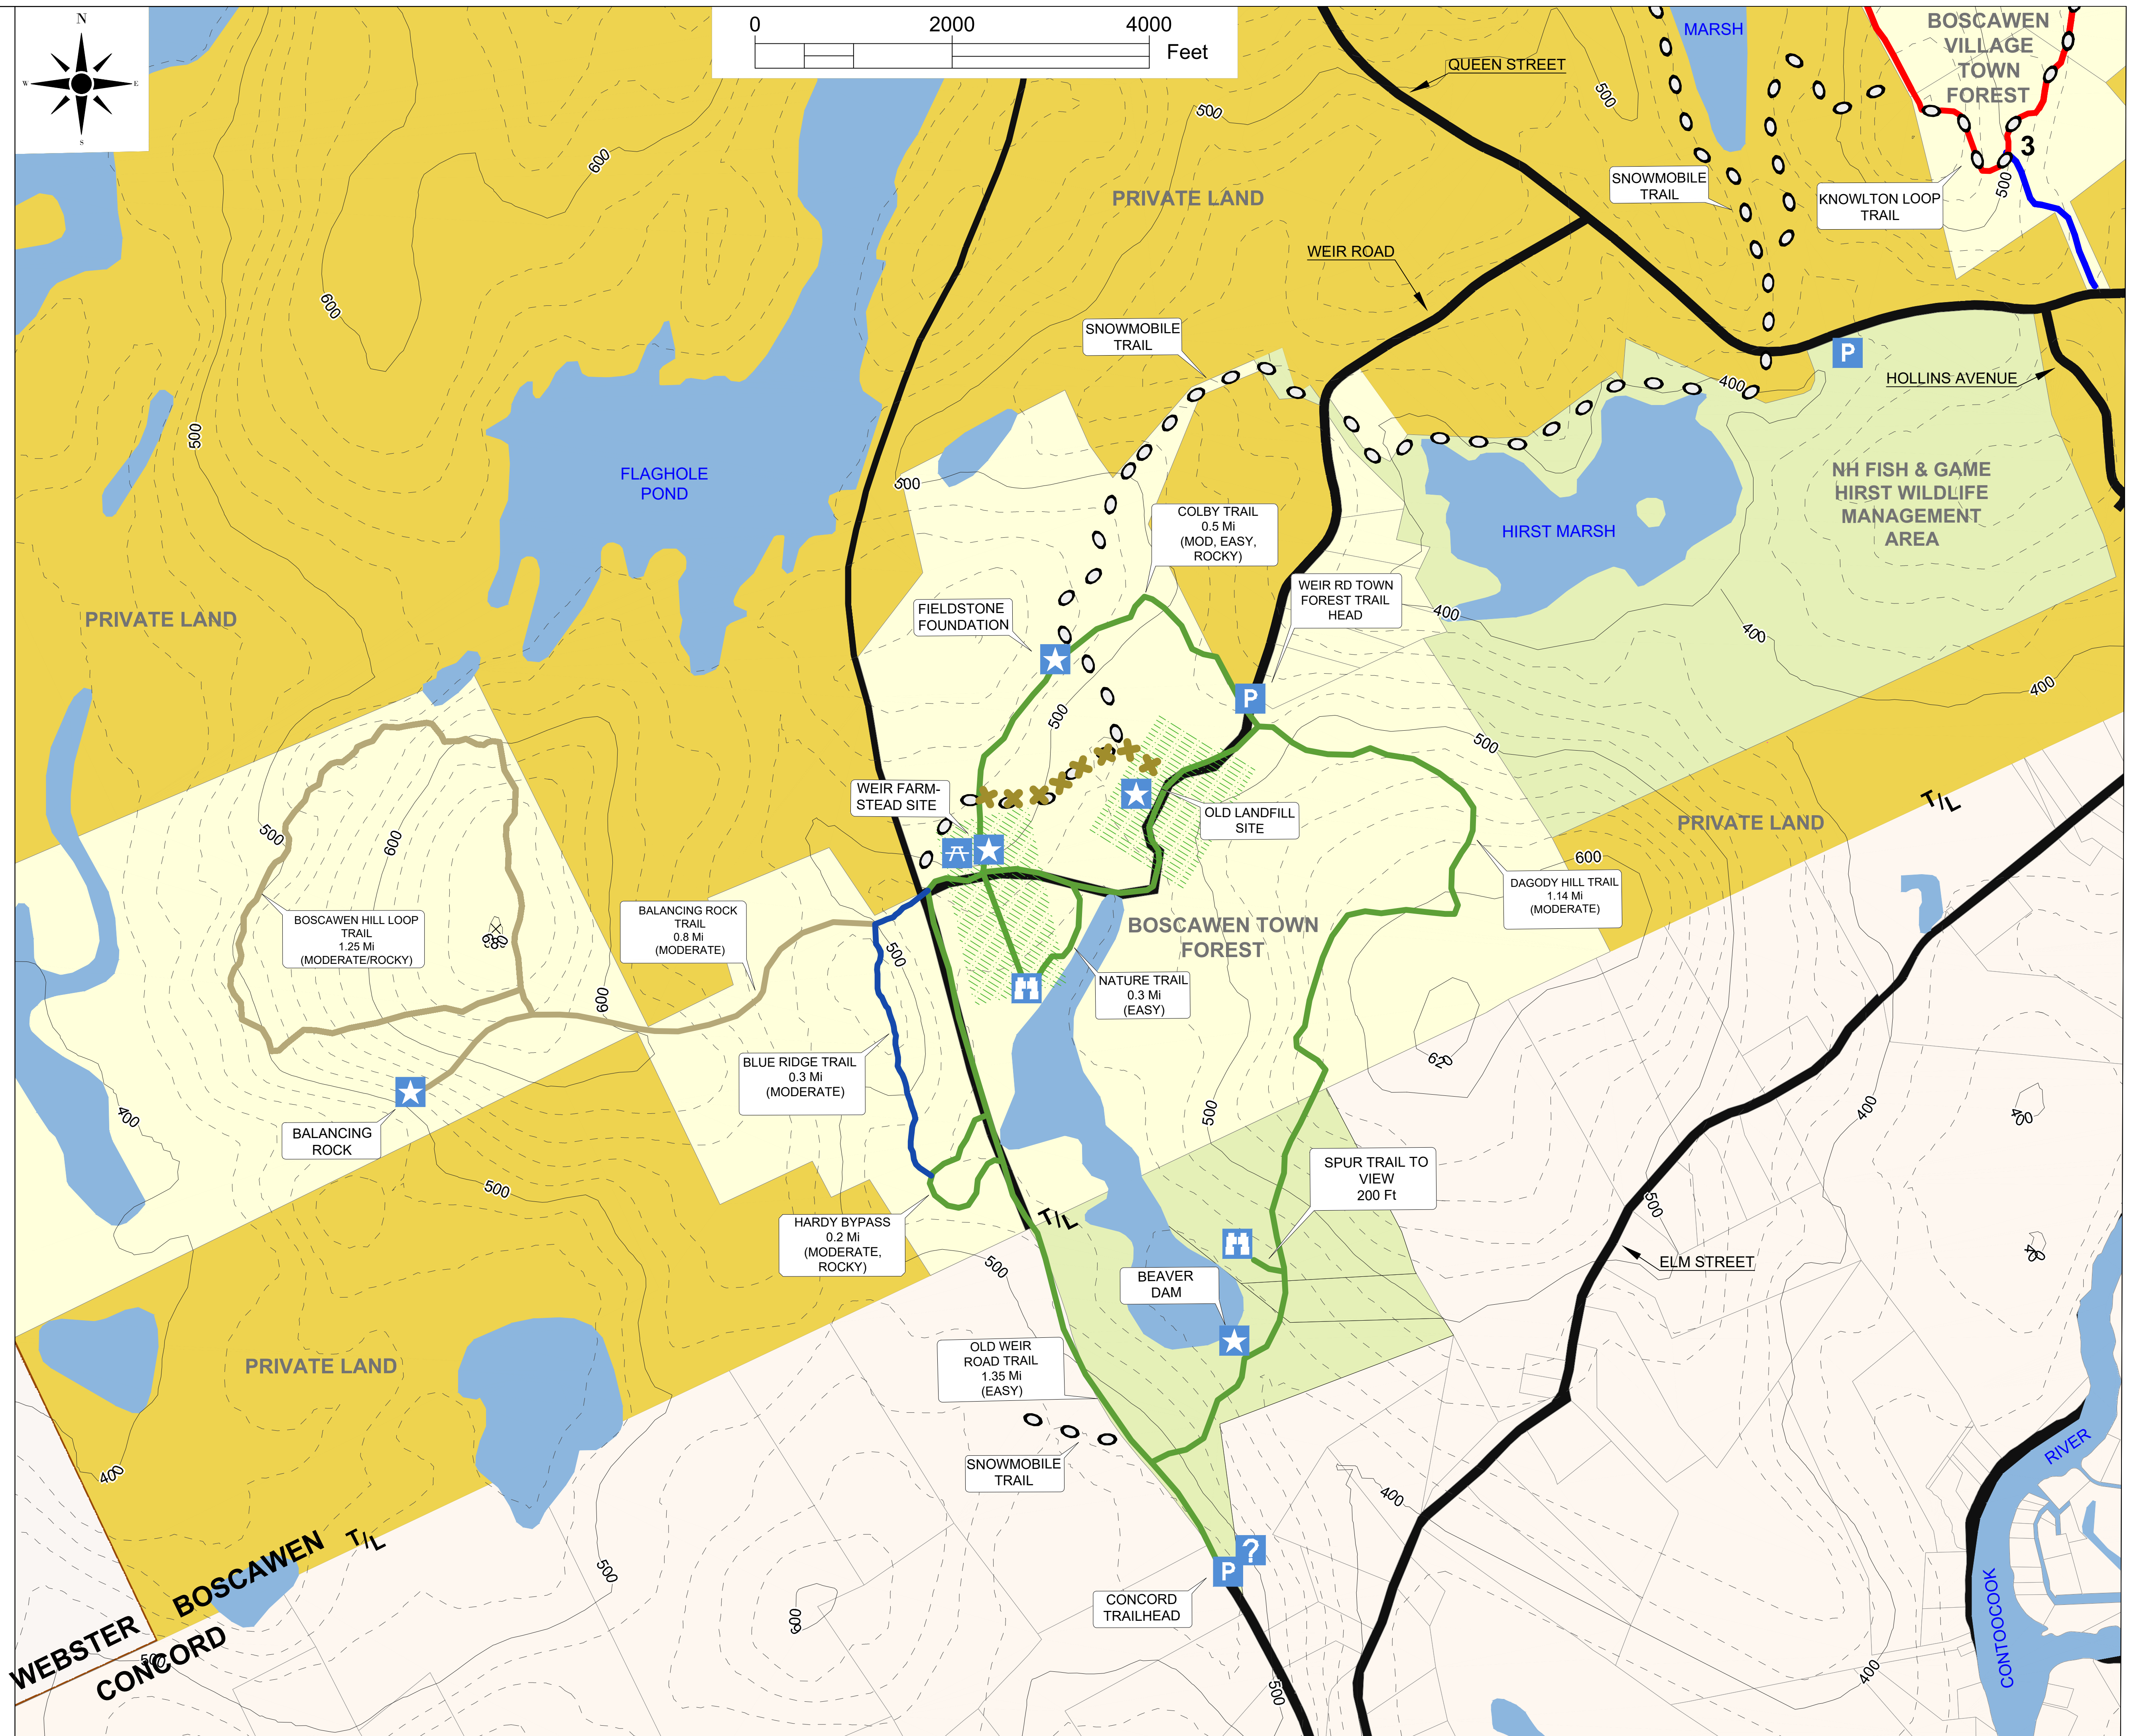 N
W
E
S
0
2000
4000
Feet
MARSH
BOSCAWEN
VILLAGE
TOWN
FOREST
QUEEN STREET
500
500
600
3
SNOWMOBILE
TRAIL
KNOWLTON LOOP
TRAIL
500
PRIVATE LAND
WEIR ROAD
600
SNOWMOBILE
TRAIL
P
HOLLINS AVENUE
400
500
FLAGHOLE
POND
500
NH FISH & GAME
HIRST WILDLIFE
MANAGEMENT
AREA
COLBY TRAIL
0.5 Mi
(MOD, EASY,
ROCKY)
HIRST MARSH
WEIR RD TOWN
FOREST TRAIL
HEAD
FIELDSTONE
FOUNDATION
PRIVATE LAND
400
400
400
P
500
500
WEIR FARM-
STEAD SITE
OLD LANDFILL
SITE
T/L
PRIVATE LAND
500
600
600
DAGODY HILL TRAIL
1.14 Mi
(MODERATE)
BOSCAWEN HILL LOOP
TRAIL
1.25 Mi
(MODERATE/ROCKY)
680
BALANCING ROCK
TRAIL
0.8 Mi
(MODERATE)
BOSCAWEN TOWN
FOREST
500
NATURE TRAIL
0.3 Mi
(EASY)
600
620
BLUE RIDGE TRAIL
0.3 Mi
(MODERATE)
400
BALANCING
ROCK
500
400
400
SPUR TRAIL TO
VIEW
200 Ft
500
500
HARDY BYPASS
0.2 Mi
(MODERATE,
ROCKY)
T/L
500
ELM STREET
BEAVER
DAM
OLD WEIR
ROAD TRAIL
1.35 Mi
(EASY)
PRIVATE LAND
SNOWMOBILE
TRAIL
400
400
RIVER
BOSCAWEN
T/L
?
P
500
CONCORD
TRAILHEAD
600
CONTOOCOOK
WEBSTER
CONCORD
500
500
400